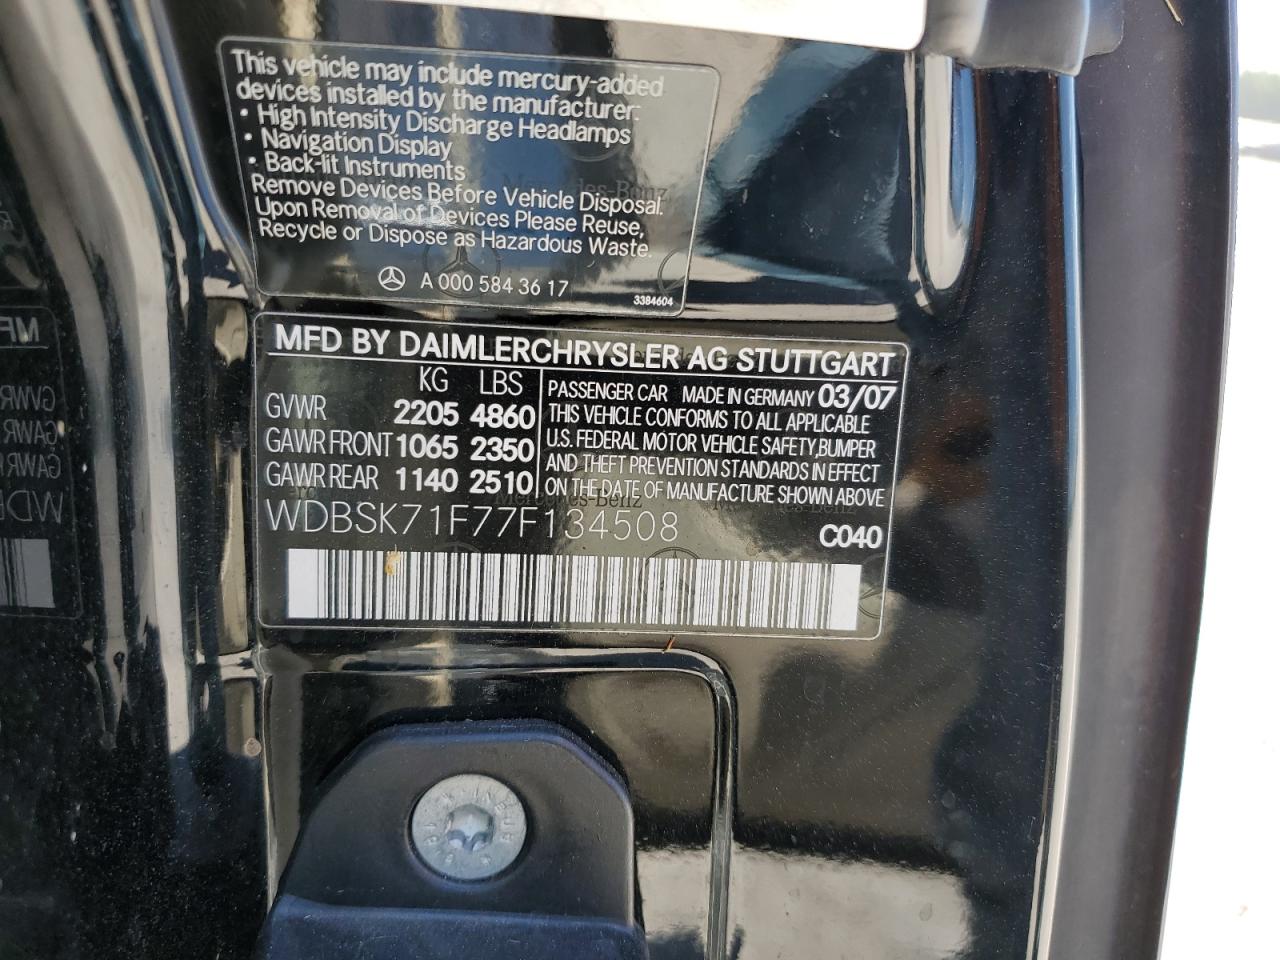 This vehicle may include mercury-added
devices installed by the manufacturer:
• High Intensity Discharge Headlamps
• Navigation Display
• Back-lit Instruments
Remove Devices Before Vehicle Disposal.
Upon Removal of Devices Please Reuse,
Recycle or Dispose as Hazardous Waste.
A 000 584 36 17
3384604
MFD BY DAIMLERCHRYSLER AG STUTTGART
KG LBS
GVWR 2205 4860
GAWR FRONT 1065 2350
GAWR REAR 1140 2510
PASSENGER CAR MADE IN GERMANY 03/07
THIS VEHICLE CONFORMS TO ALL APPLICABLE
U.S. FEDERAL MOTOR VEHICLE SAFETY, BUMPER
AND THEFT PREVENTION STANDARDS IN EFFECT
ON THE DATE OF MANUFACTURE SHOWN ABOVE
WDBSK71F77F134508
C040
Mercedes-Benz
Mercedes-Benz